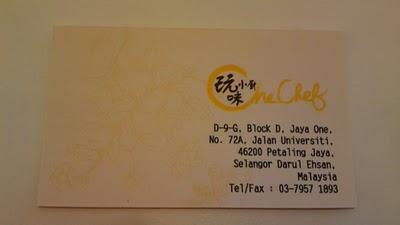 玩味小廚
One Chef
D-9-G, Block D, Jaya One,
No. 72A, Jalan Universiti,
46200 Petaling Jaya,
Selangor Darul Ehsan,
Malaysia
Tel/Fax : 03-7957 1893